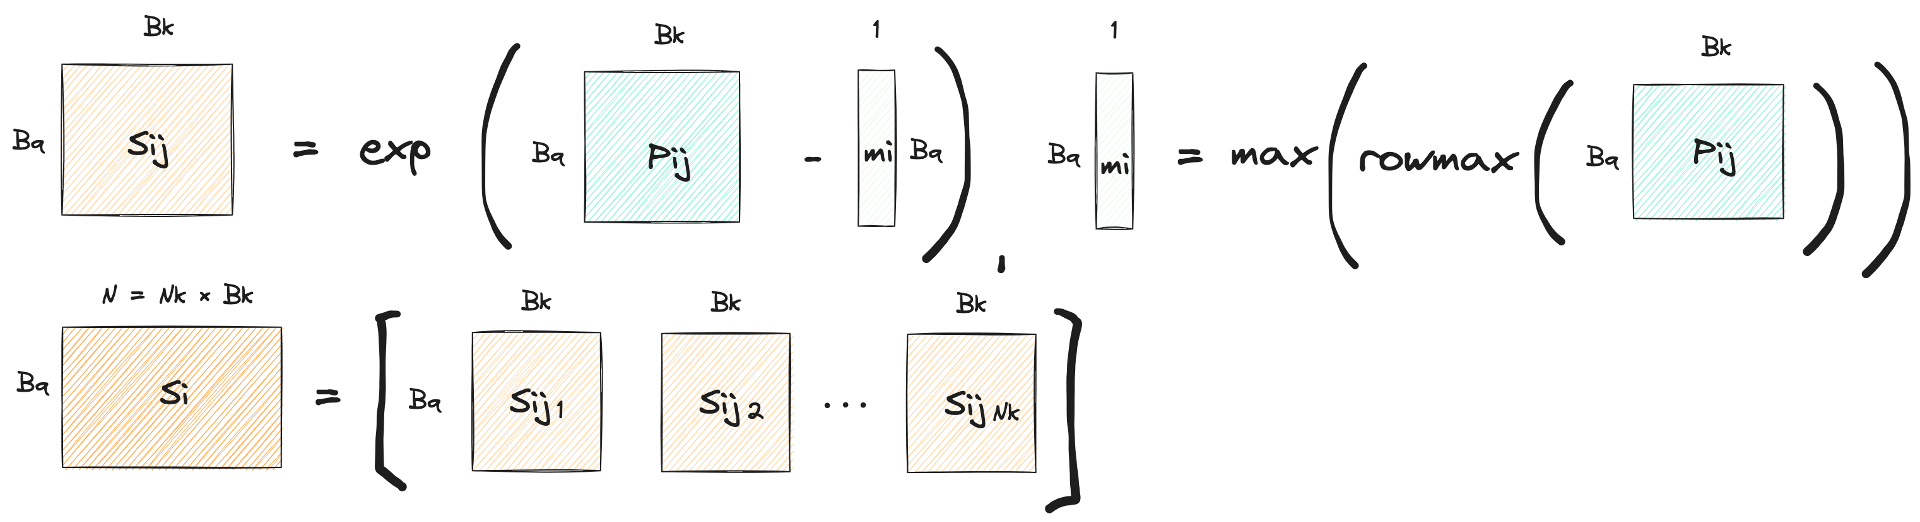 Bk Bk 1 1 Bk
Bq Sij = exp ( Bq Pij - mi Bq ) , Bq mi = max ( rowmax ( Bq Pij ) )
N = Nk × Bk Bk Bk Bk
Bq Si = [ Bq Sij1 Sij2 ... SijNk ]